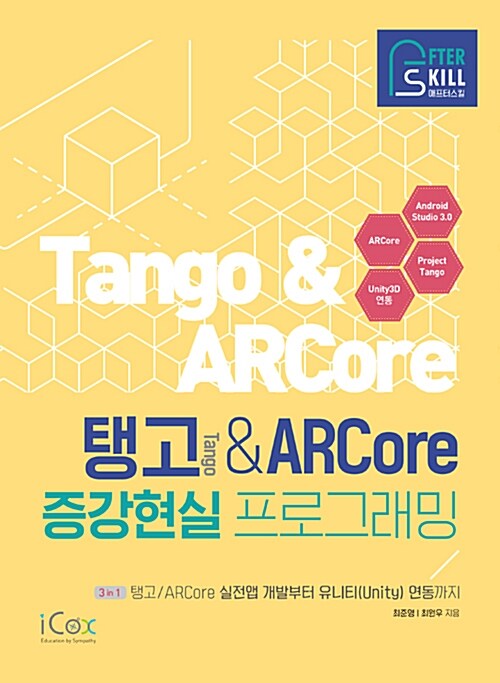 AFTER
SKILL
애프터스킬
Android
Studio 3.0
ARCore
Project
Tango
Unity3D
연동
Tango &
ARCore
탱고 Tango & ARCore
증강현실 프로그래밍
3 in 1 탱고/ARCore 실전앱 개발부터 유니티(Unity) 연동까지
최준영 | 최언우 지음
iCox
Education by Sympathy